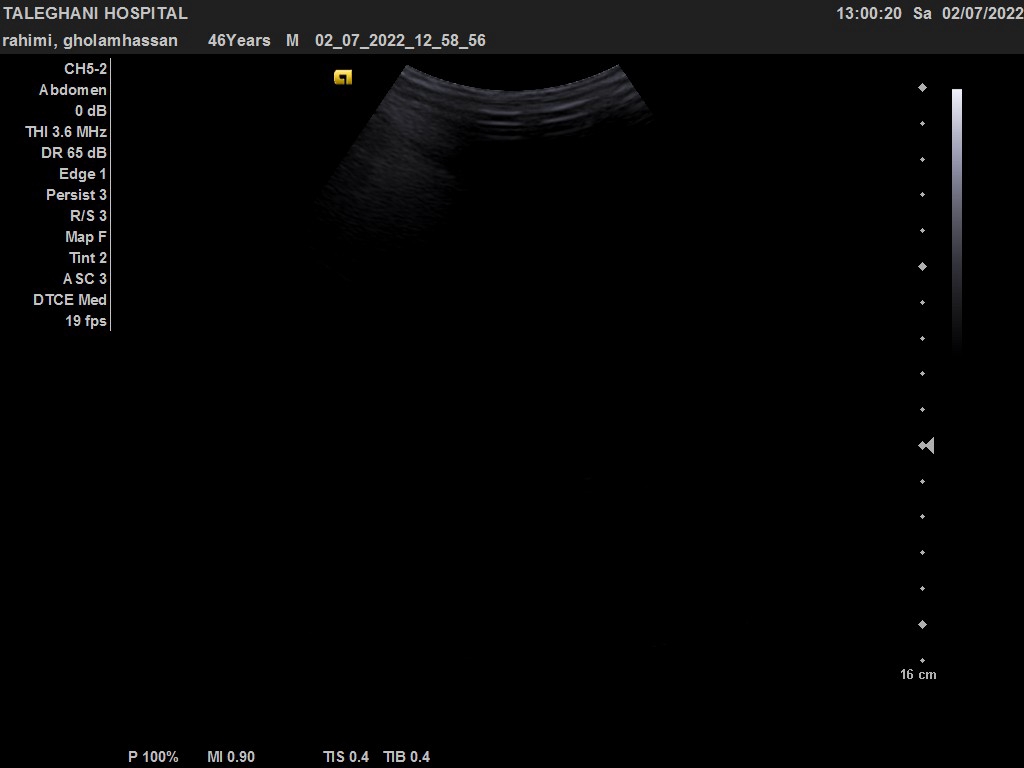 TALEGHANI HOSPITAL 13:00:20 Sa 02/07/2022
rahimi, gholamhassan 46Years M 02_07_2022_12_58_56
CH5-2
Abdomen
0 dB
THI 3.6 MHz
DR 65 dB
Edge 1
Persist 3
R/S 3
Map F
Tint 2
ASC 3
DTCE Med
19 fps
16 cm
P 100% MI 0.90 TIS 0.4 TIB 0.4